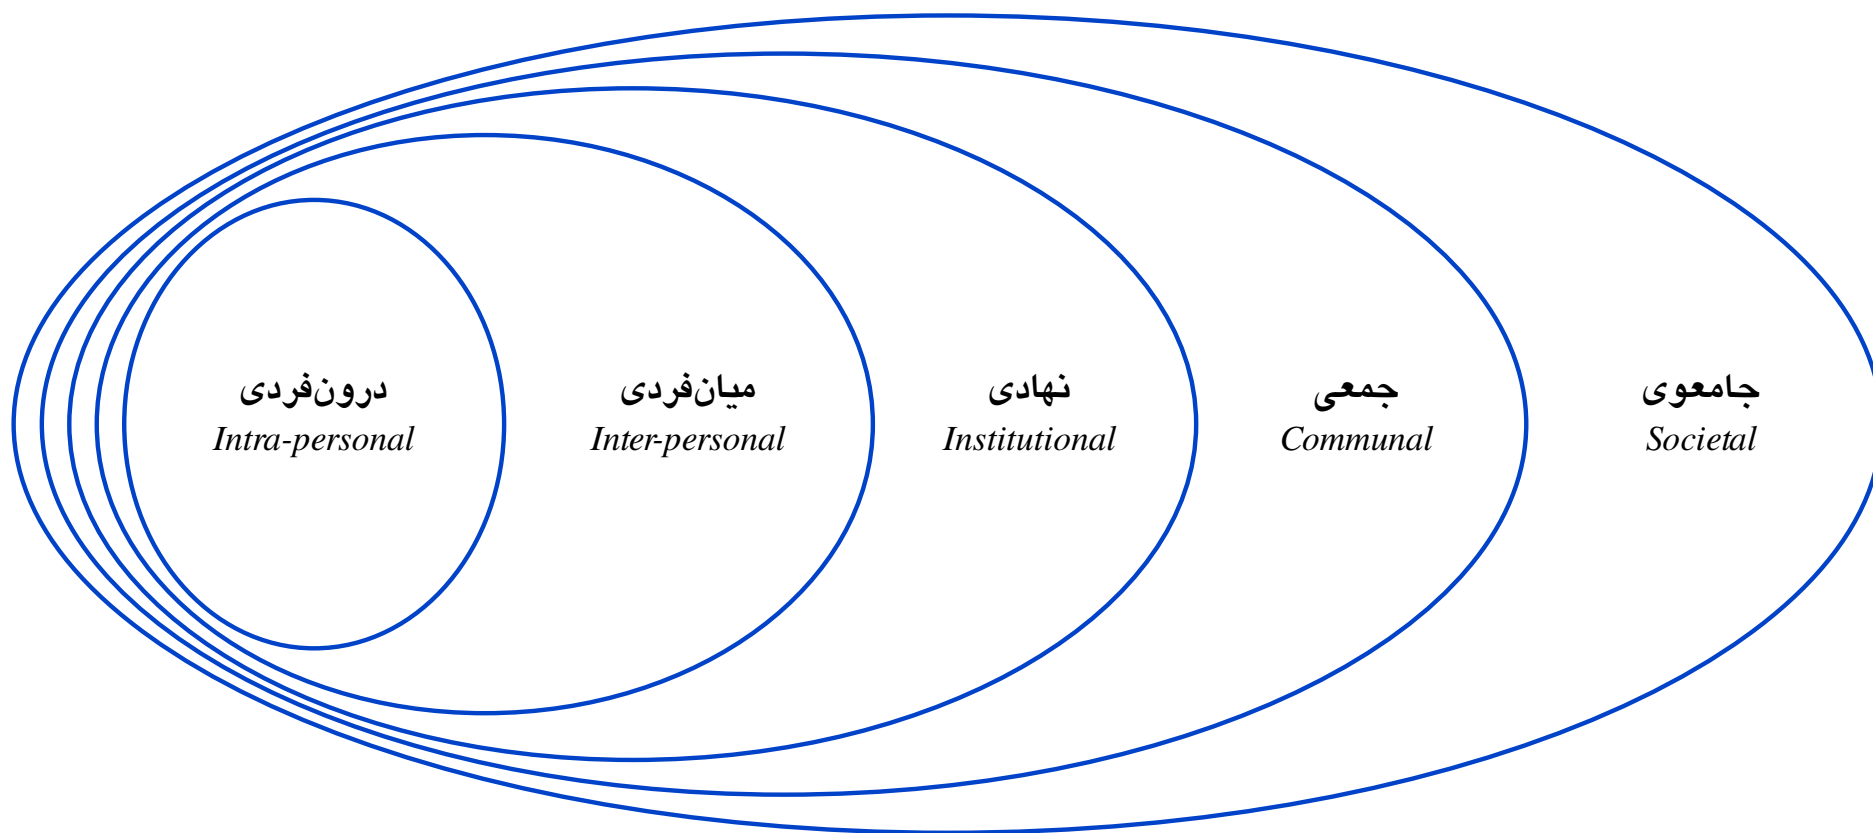 درون‌فردی
Intra-personal
میان‌فردی
Inter-personal
نهادی
Institutional
جمعی
Communal
جامعوی
Societal